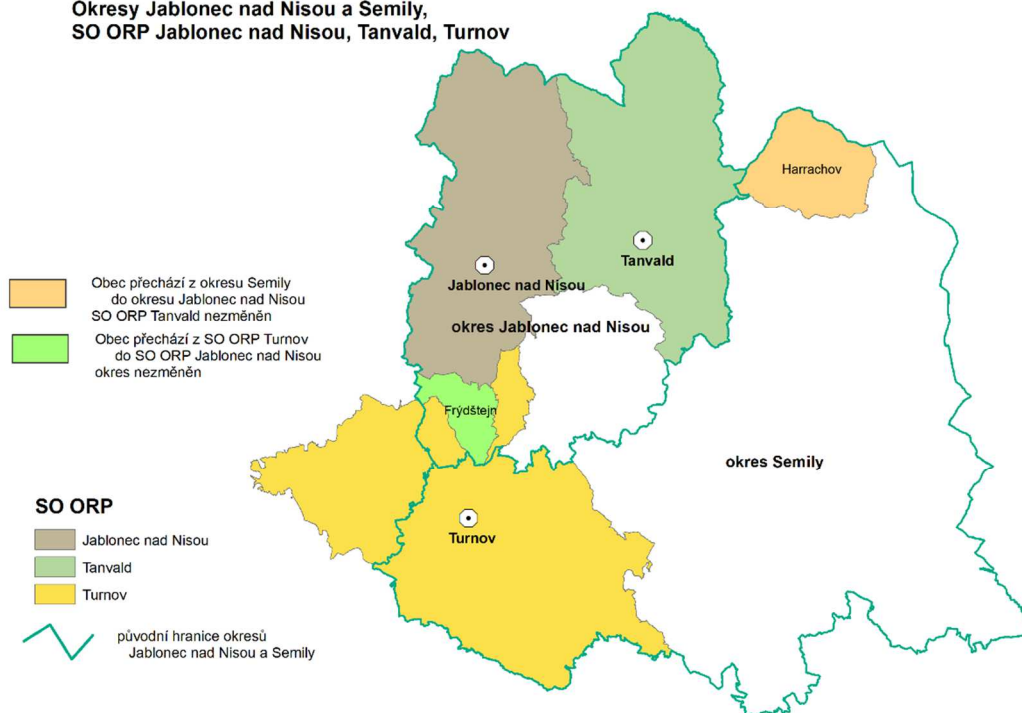 Okresy Jablonec nad Nisou a Semily,
SO ORP Jablonec nad Nisou, Tanvald, Turnov
Harrachov
Tanvald
Jablonec nad Nisou
okres Jablonec nad Nisou
Obec přechází z okresu Semily
do okresu Jablonec nad Nisou
SO ORP Tanvald nezměněn
Obec přechází z SO ORP Turnov
do SO ORP Jablonec nad Nisou
okres nezměněn
Frýdštejn
okres Semily
Turnov
SO ORP
Jablonec nad Nisou
Tanvald
Turnov
původní hranice okresů
Jablonec nad Nisou a Semily